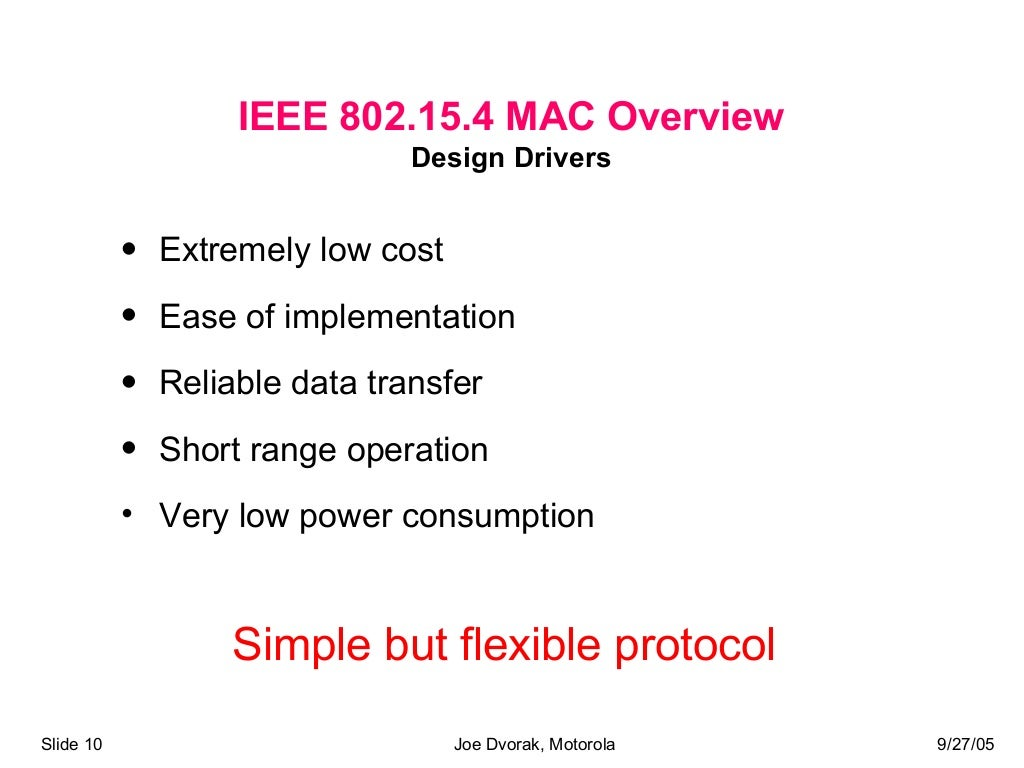 IEEE 802.15.4 MAC Overview
Design Drivers
• Extremely low cost
• Ease of implementation
• Reliable data transfer
• Short range operation
• Very low power consumption
Simple but flexible protocol
Slide 10 Joe Dvorak, Motorola 9/27/05